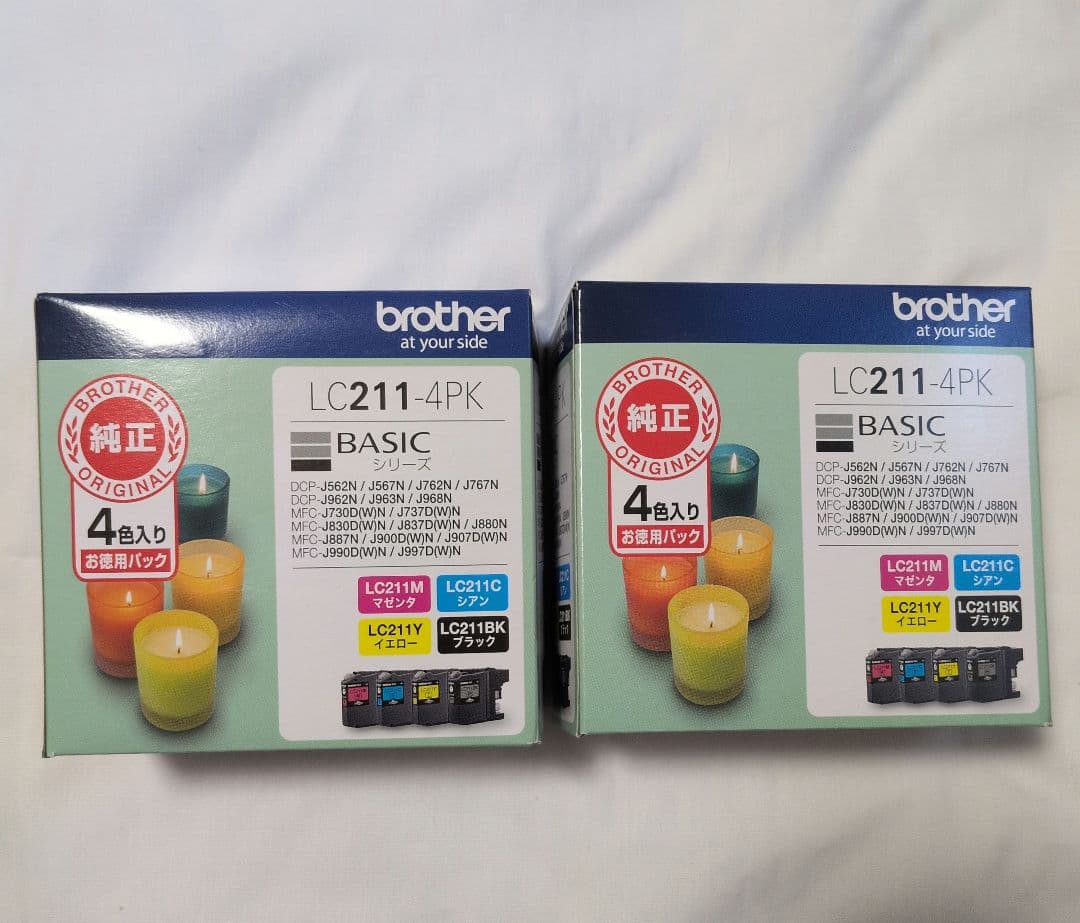 brother
at your side
BROTHER
純正
ORIGINAL
4色入り
お徳用パック
LC211-4PK
BASIC
シリーズ
DCP-J562N / J567N / J762N / J767N
DCP-J962N / J963N / J968N
MFC-J730D(W)N / J737D(W)N
MFC-J830D(W)N / J837D(W)N / J880N
MFC-J887N / J900D(W)N / J907D(W)N
MFC-J990D(W)N / J997D(W)N
LC211M
マゼンタ
LC211C
シアン
LC211Y
イエロー
LC211BK
ブラック
brother
at your side
BROTHER
純正
ORIGINAL
4色入り
お徳用パック
LC211-4PK
BASIC
シリーズ
DCP-J562N / J567N / J762N / J767N
DCP-J962N / J963N / J968N
MFC-J730D(W)N / J737D(W)N
MFC-J830D(W)N / J837D(W)N / J880N
MFC-J887N / J900D(W)N / J907D(W)N
MFC-J990D(W)N / J997D(W)N
LC211M
マゼンタ
LC211C
シアン
LC211Y
イエロー
LC211BK
ブラック